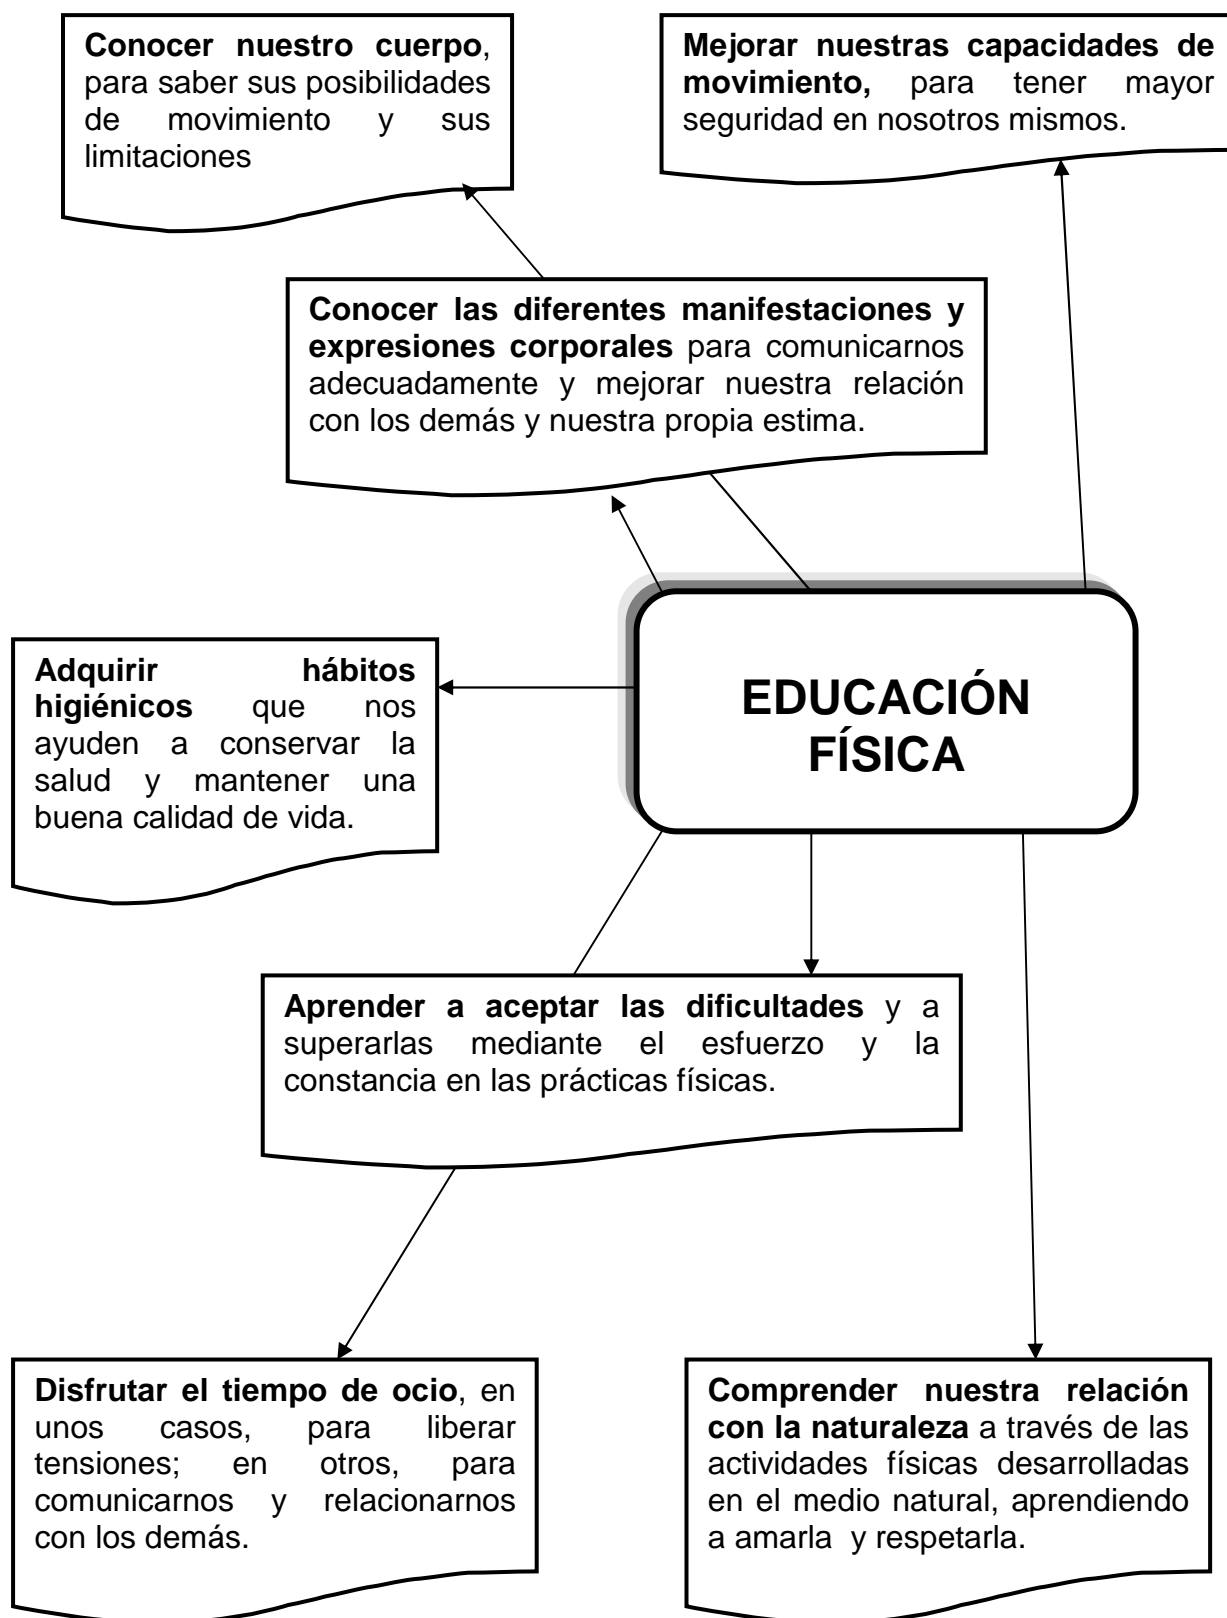 Conocer nuestro cuerpo,
para saber sus posibilidades
de movimiento y sus
limitaciones
Mejorar nuestras capacidades de
movimiento, para tener mayor
seguridad en nosotros mismos.
Conocer las diferentes manifestaciones y
expresiones corporales para comunicarnos
adecuadamente y mejorar nuestra relación
con los demás y nuestra propia estima.
Adquirir hábitos
higiénicos que nos
ayuden a conservar la
salud y mantener una
buena calidad de vida.
EDUCACIÓN
FÍSICA
Aprender a aceptar las dificultades y a
superarlas mediante el esfuerzo y la
constancia en las prácticas físicas.
Disfrutar el tiempo de ocio, en
unos casos, para liberar
tensiones; en otros, para
comunicarnos y relacionarnos
con los demás.
Comprender nuestra relación
con la naturaleza a través de las
actividades físicas desarrolladas
en el medio natural, aprendiendo
a amarla y respetarla.